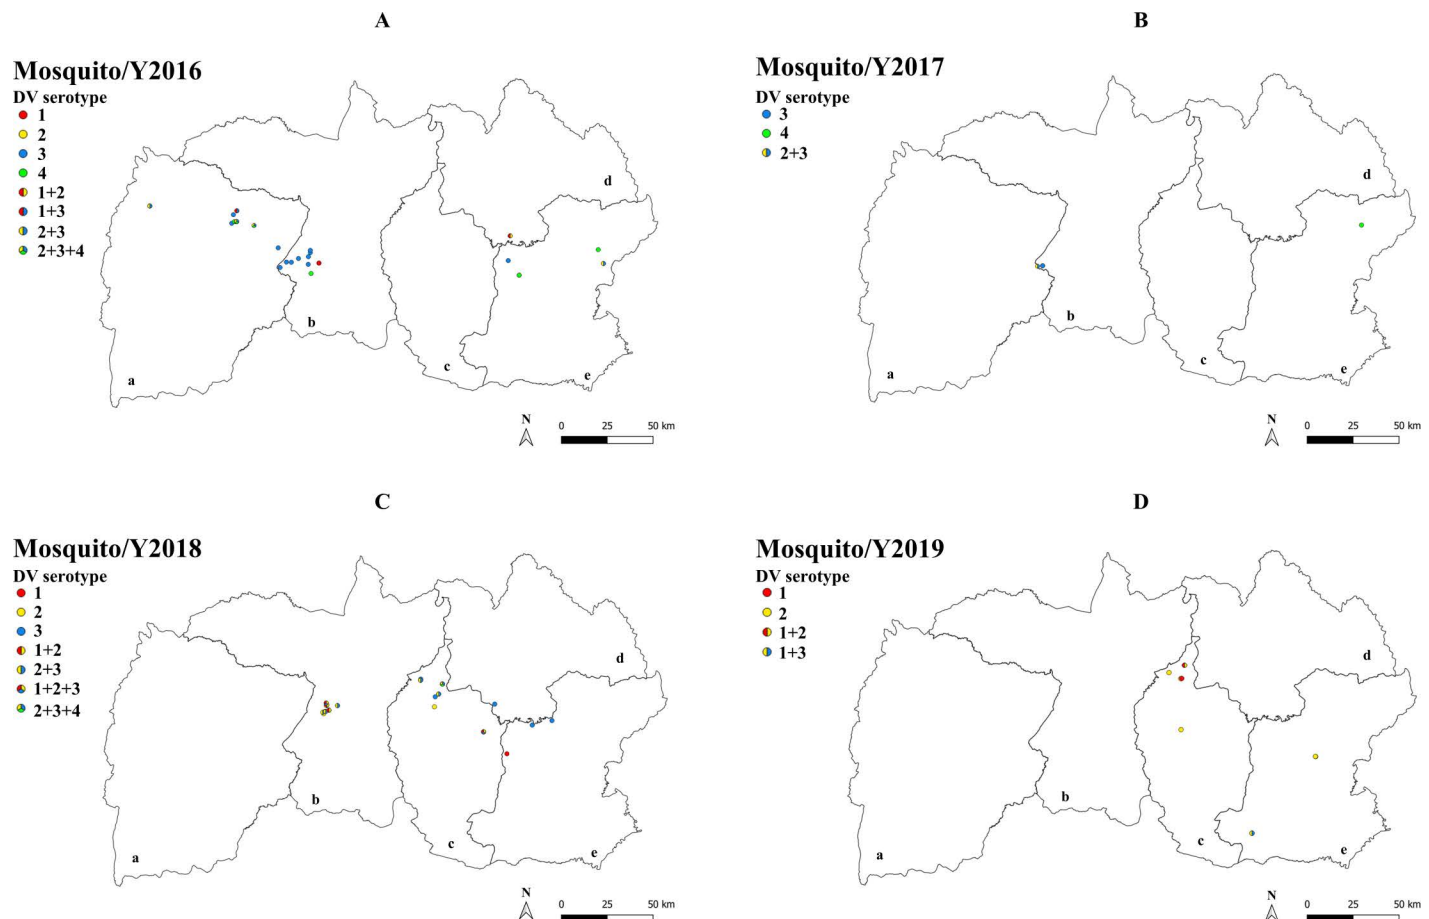 A
Mosquito/Y2016
DV serotype
1
2
3
4
1+2
1+3
2+3
2+3+4
a
b
c
d
e
N
0 25 50 km
B
Mosquito/Y2017
DV serotype
3
4
2+3
a
b
c
d
e
N
0 25 50 km
C
Mosquito/Y2018
DV serotype
1
2
3
1+2
2+3
1+2+3
2+3+4
a
b
c
d
e
N
0 25 50 km
D
Mosquito/Y2019
DV serotype
1
2
1+2
1+3
a
b
c
d
e
N
0 25 50 km